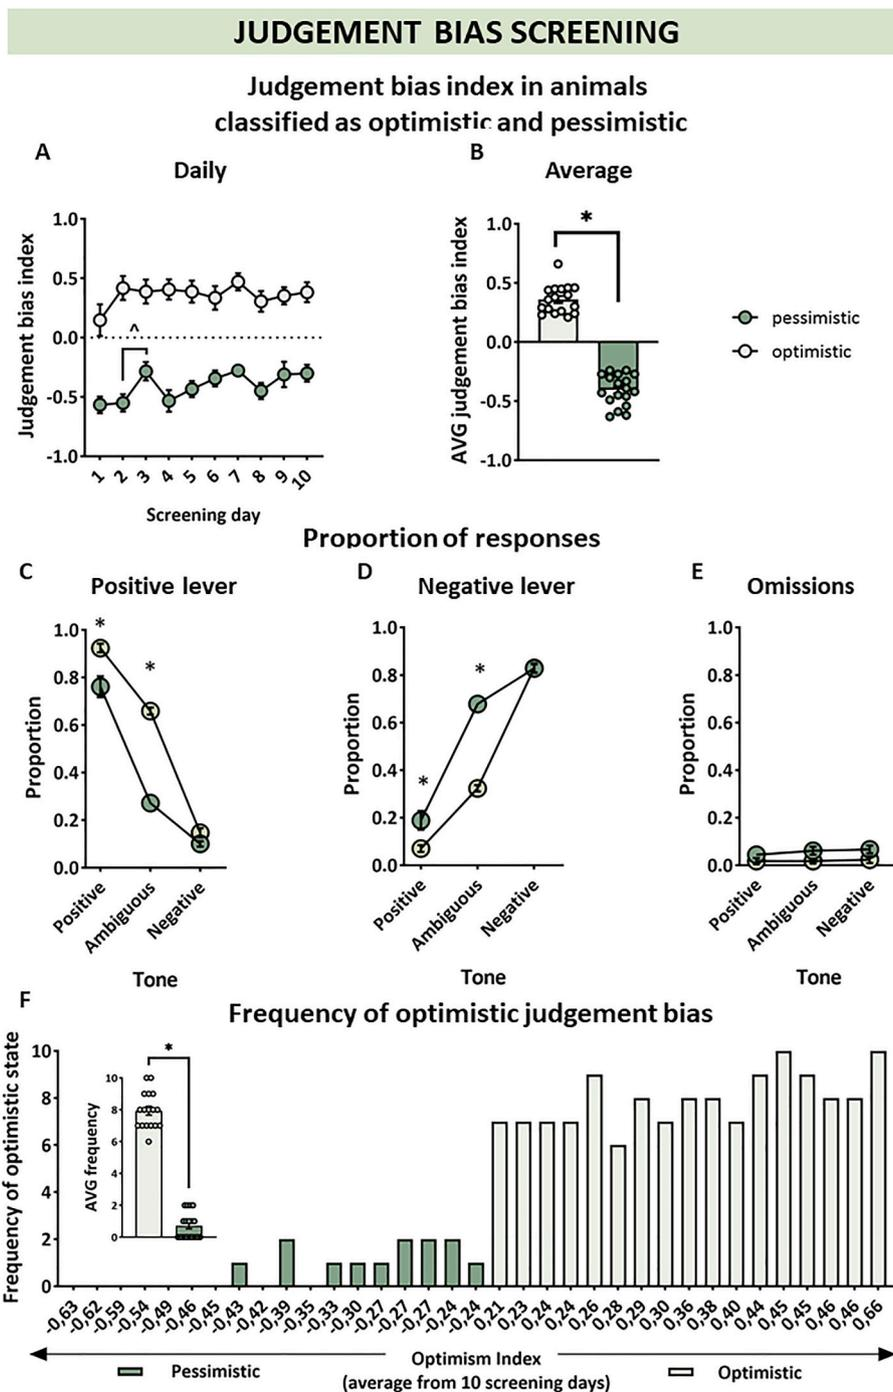 JUDGEMENT BIAS SCREENING
Judgement bias index in animals
classified as optimistic and pessimistic
A
Daily
Judgement bias index
1.0
0.5
0.0
-0.5
-1.0
^
1 2 3 4 5 6 7 8 9 10
Screening day
B
Average
AVG judgement bias index
1.0
0.5
0.0
-0.5
-1.0
*
pessimistic
optimistic
Proportion of responses
C
Positive lever
Proportion
1.0
0.8
0.6
0.4
0.2
0.0
*
*
Positive Ambiguous Negative
Tone
D
Negative lever
Proportion
1.0
0.8
0.6
0.4
0.2
0.0
*
*
Positive Ambiguous Negative
Tone
E
Omissions
Proportion
1.0
0.8
0.6
0.4
0.2
0.0
Positive Ambiguous Negative
Tone
F
Frequency of optimistic judgement bias
Frequency of optimistic state
10
8
6
4
2
0
AVG frequency
10
8
6
4
2
0
*
-0,63 -0,62 -0,59 -0,54 -0,49 -0,46 -0,45 -0,43 -0,42 -0,39 -0,35 -0,33 -0,30 -0,27 -0,27 -0,27 -0,24 -0,24 0,21 0,23 0,24 0,24 0,26 0,28 0,29 0,30 0,36 0,38 0,40 0,44 0,45 0,45 0,46 0,46 0,66
Pessimistic
Optimism Index
(average from 10 screening days)
Optimistic